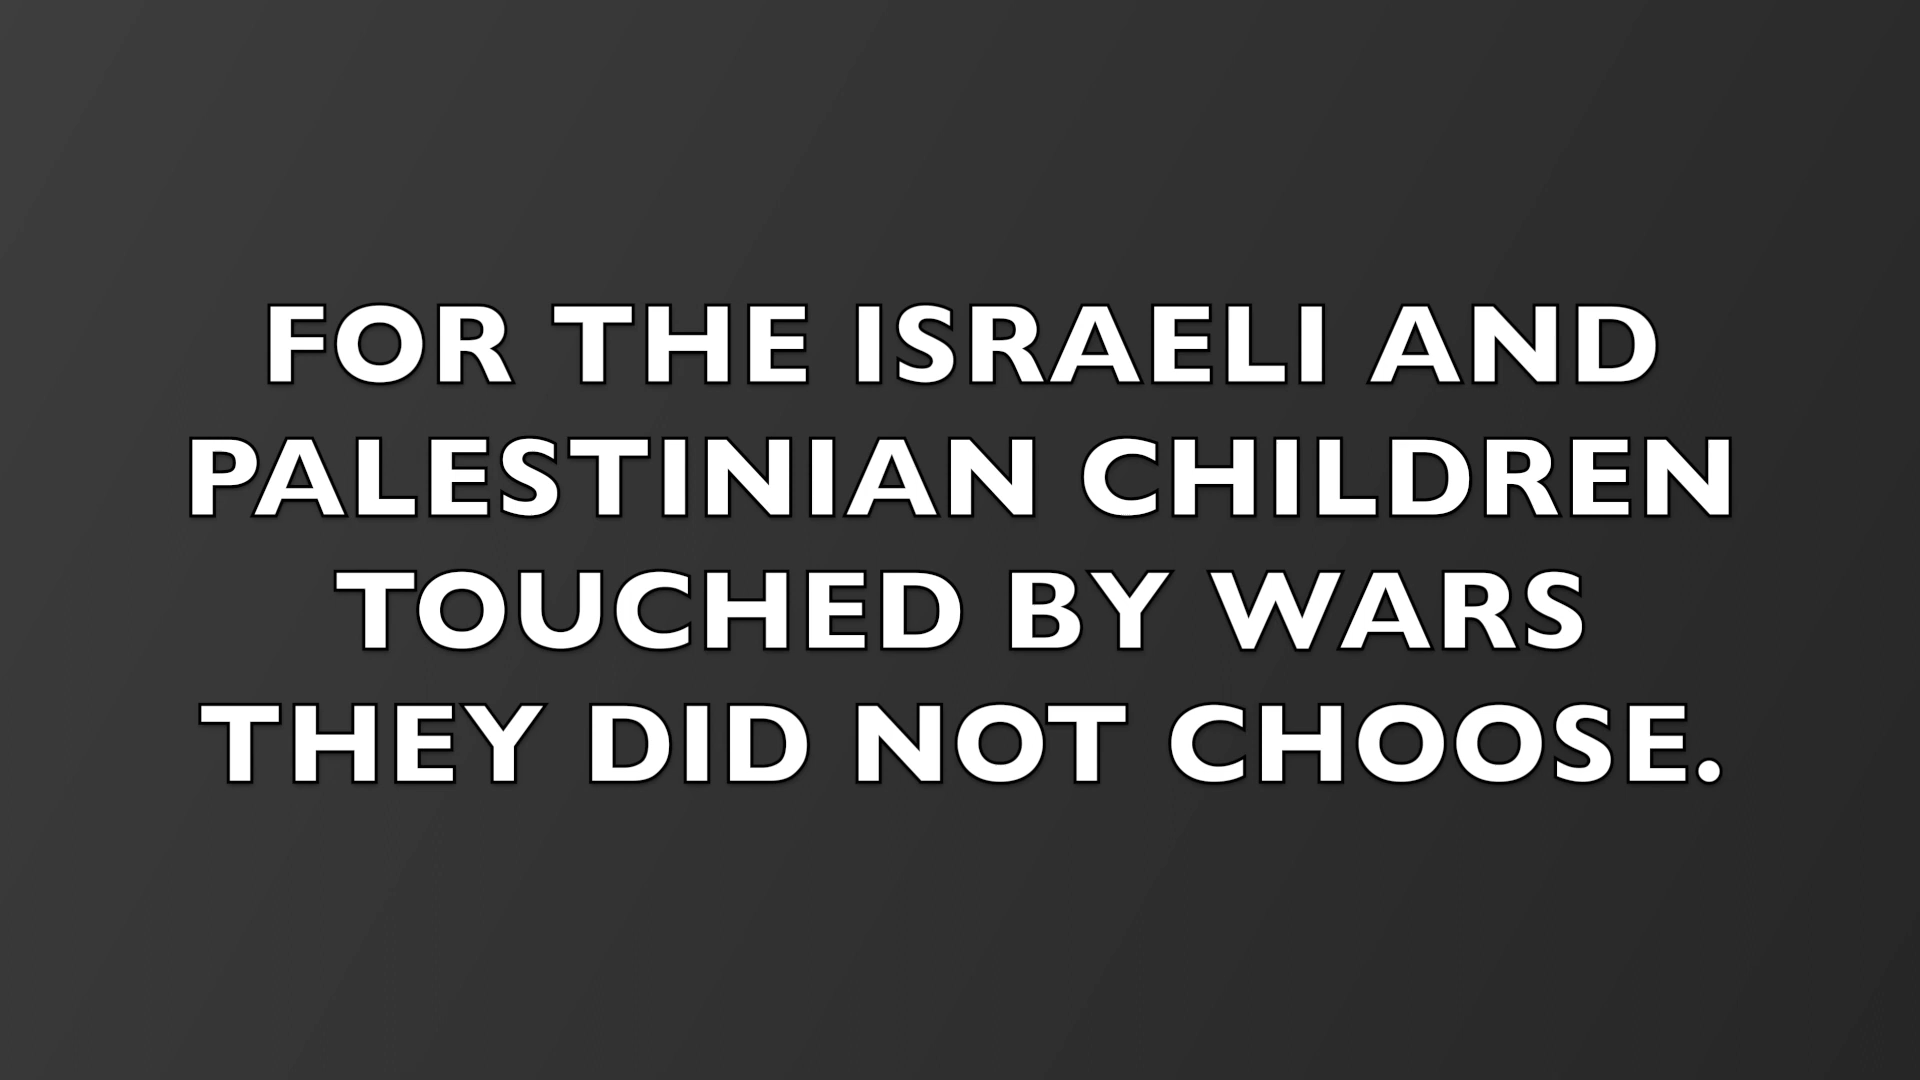 FOR THE ISRAELI AND
PALESTINIAN CHILDREN
TOUCHED BY WARS
THEY DID NOT CHOOSE.